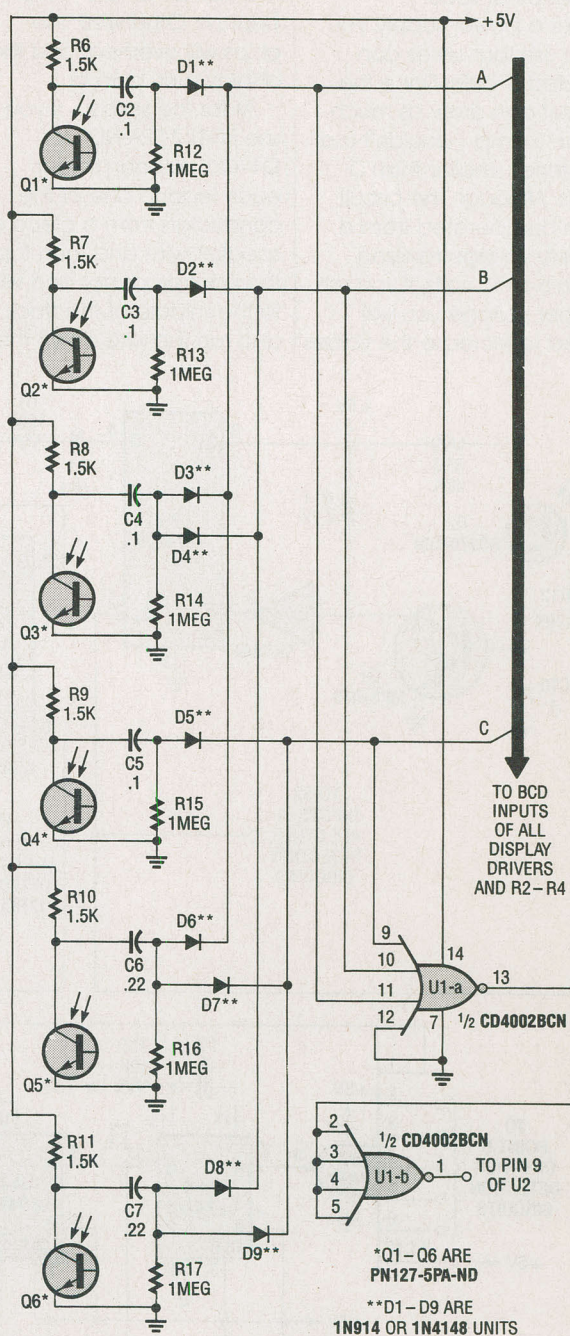 +5V
R6
1.5K
D1**
A
C2
.1
R12
1MEG
Q1*
R7
1.5K
D2**
B
C3
.1
R13
1MEG
Q2*
R8
1.5K
D3**
C4
.1
D4**
R14
1MEG
Q3*
R9
1.5K
D5**
C
C5
.1
R15
1MEG
Q4*
TO BCD
INPUTS
OF ALL
DISPLAY
DRIVERS
AND R2–R4
R10
1.5K
D6**
C6
.22
D7**
R16
1MEG
Q5*
9
10
11
12
14
U1-a
13
7
1/2 CD4002BCN
R11
1.5K
D8**
C7
.22
D9**
R17
1MEG
Q6*
1/2 CD4002BCN
2
3
4
5
U1-b
1
TO PIN 9
OF U2
*Q1–Q6 ARE
PN127-5PA-ND
**D1–D9 ARE
1N914 OR 1N4148 UNITS